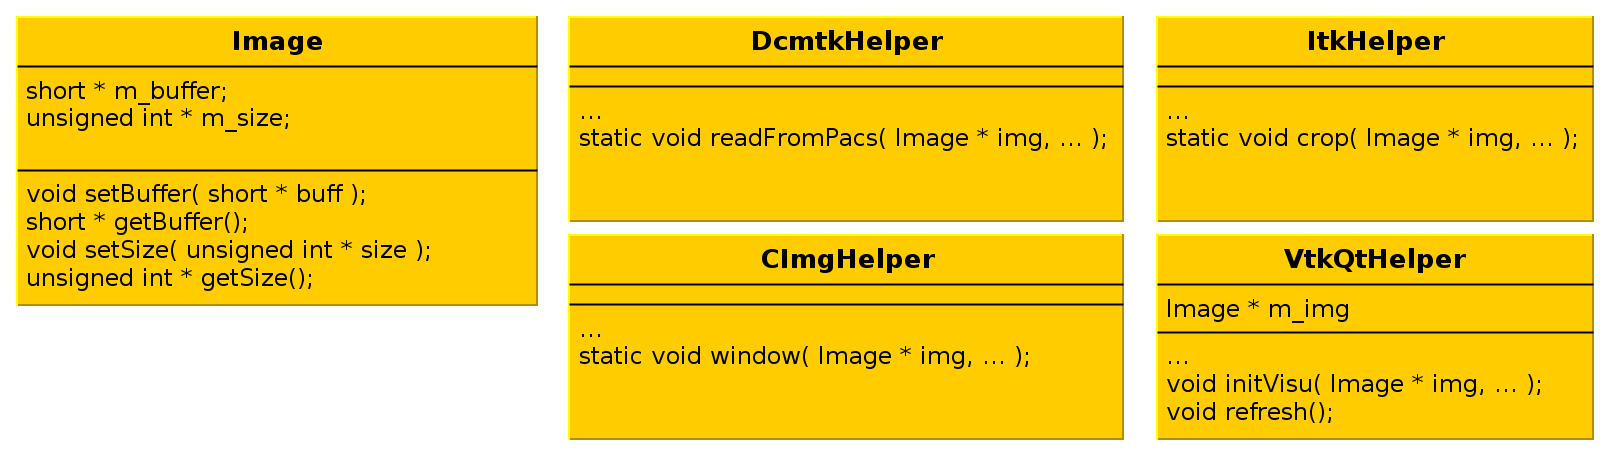 Image
short * m_buffer;
unsigned int * m_size;
void setBuffer( short * buff );
short * getBuffer();
void setSize( unsigned int * size );
unsigned int * getSize();
DcmtkHelper
...
static void readFromPacs( Image * img, ... );
ItkHelper
...
static void crop( Image * img, ... );
CImgHelper
...
static void window( Image * img, ... );
VtkQtHelper
Image * m_img
...
void initVisu( Image * img, ... );
void refresh();